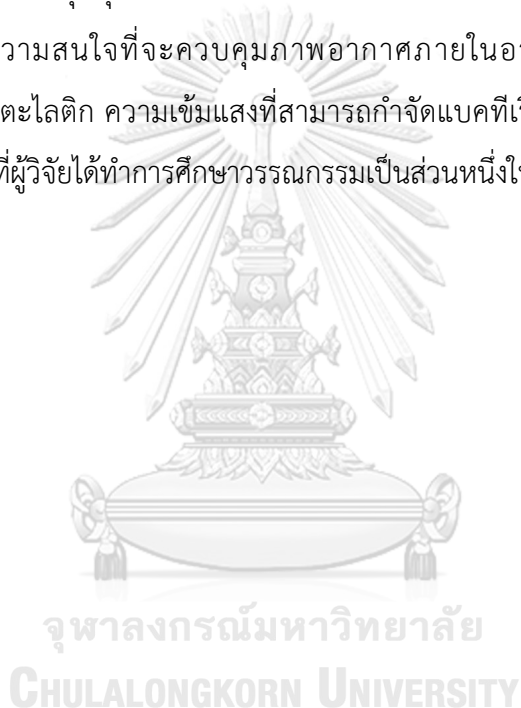 วามสนใจที่จะควบคุมภาพอากาศภายในอา
ตะไลติก ความเข้มแสงที่สามารถกำจัดแบคทีเรี
ที่ผู้วิจัยได้ทำการศึกษาวรรณกรรมเป็นส่วนหนึ่งใน
จุฬาลงกรณ์มหาวิทยาลัย
CHULALONGKORN UNIVERSITY